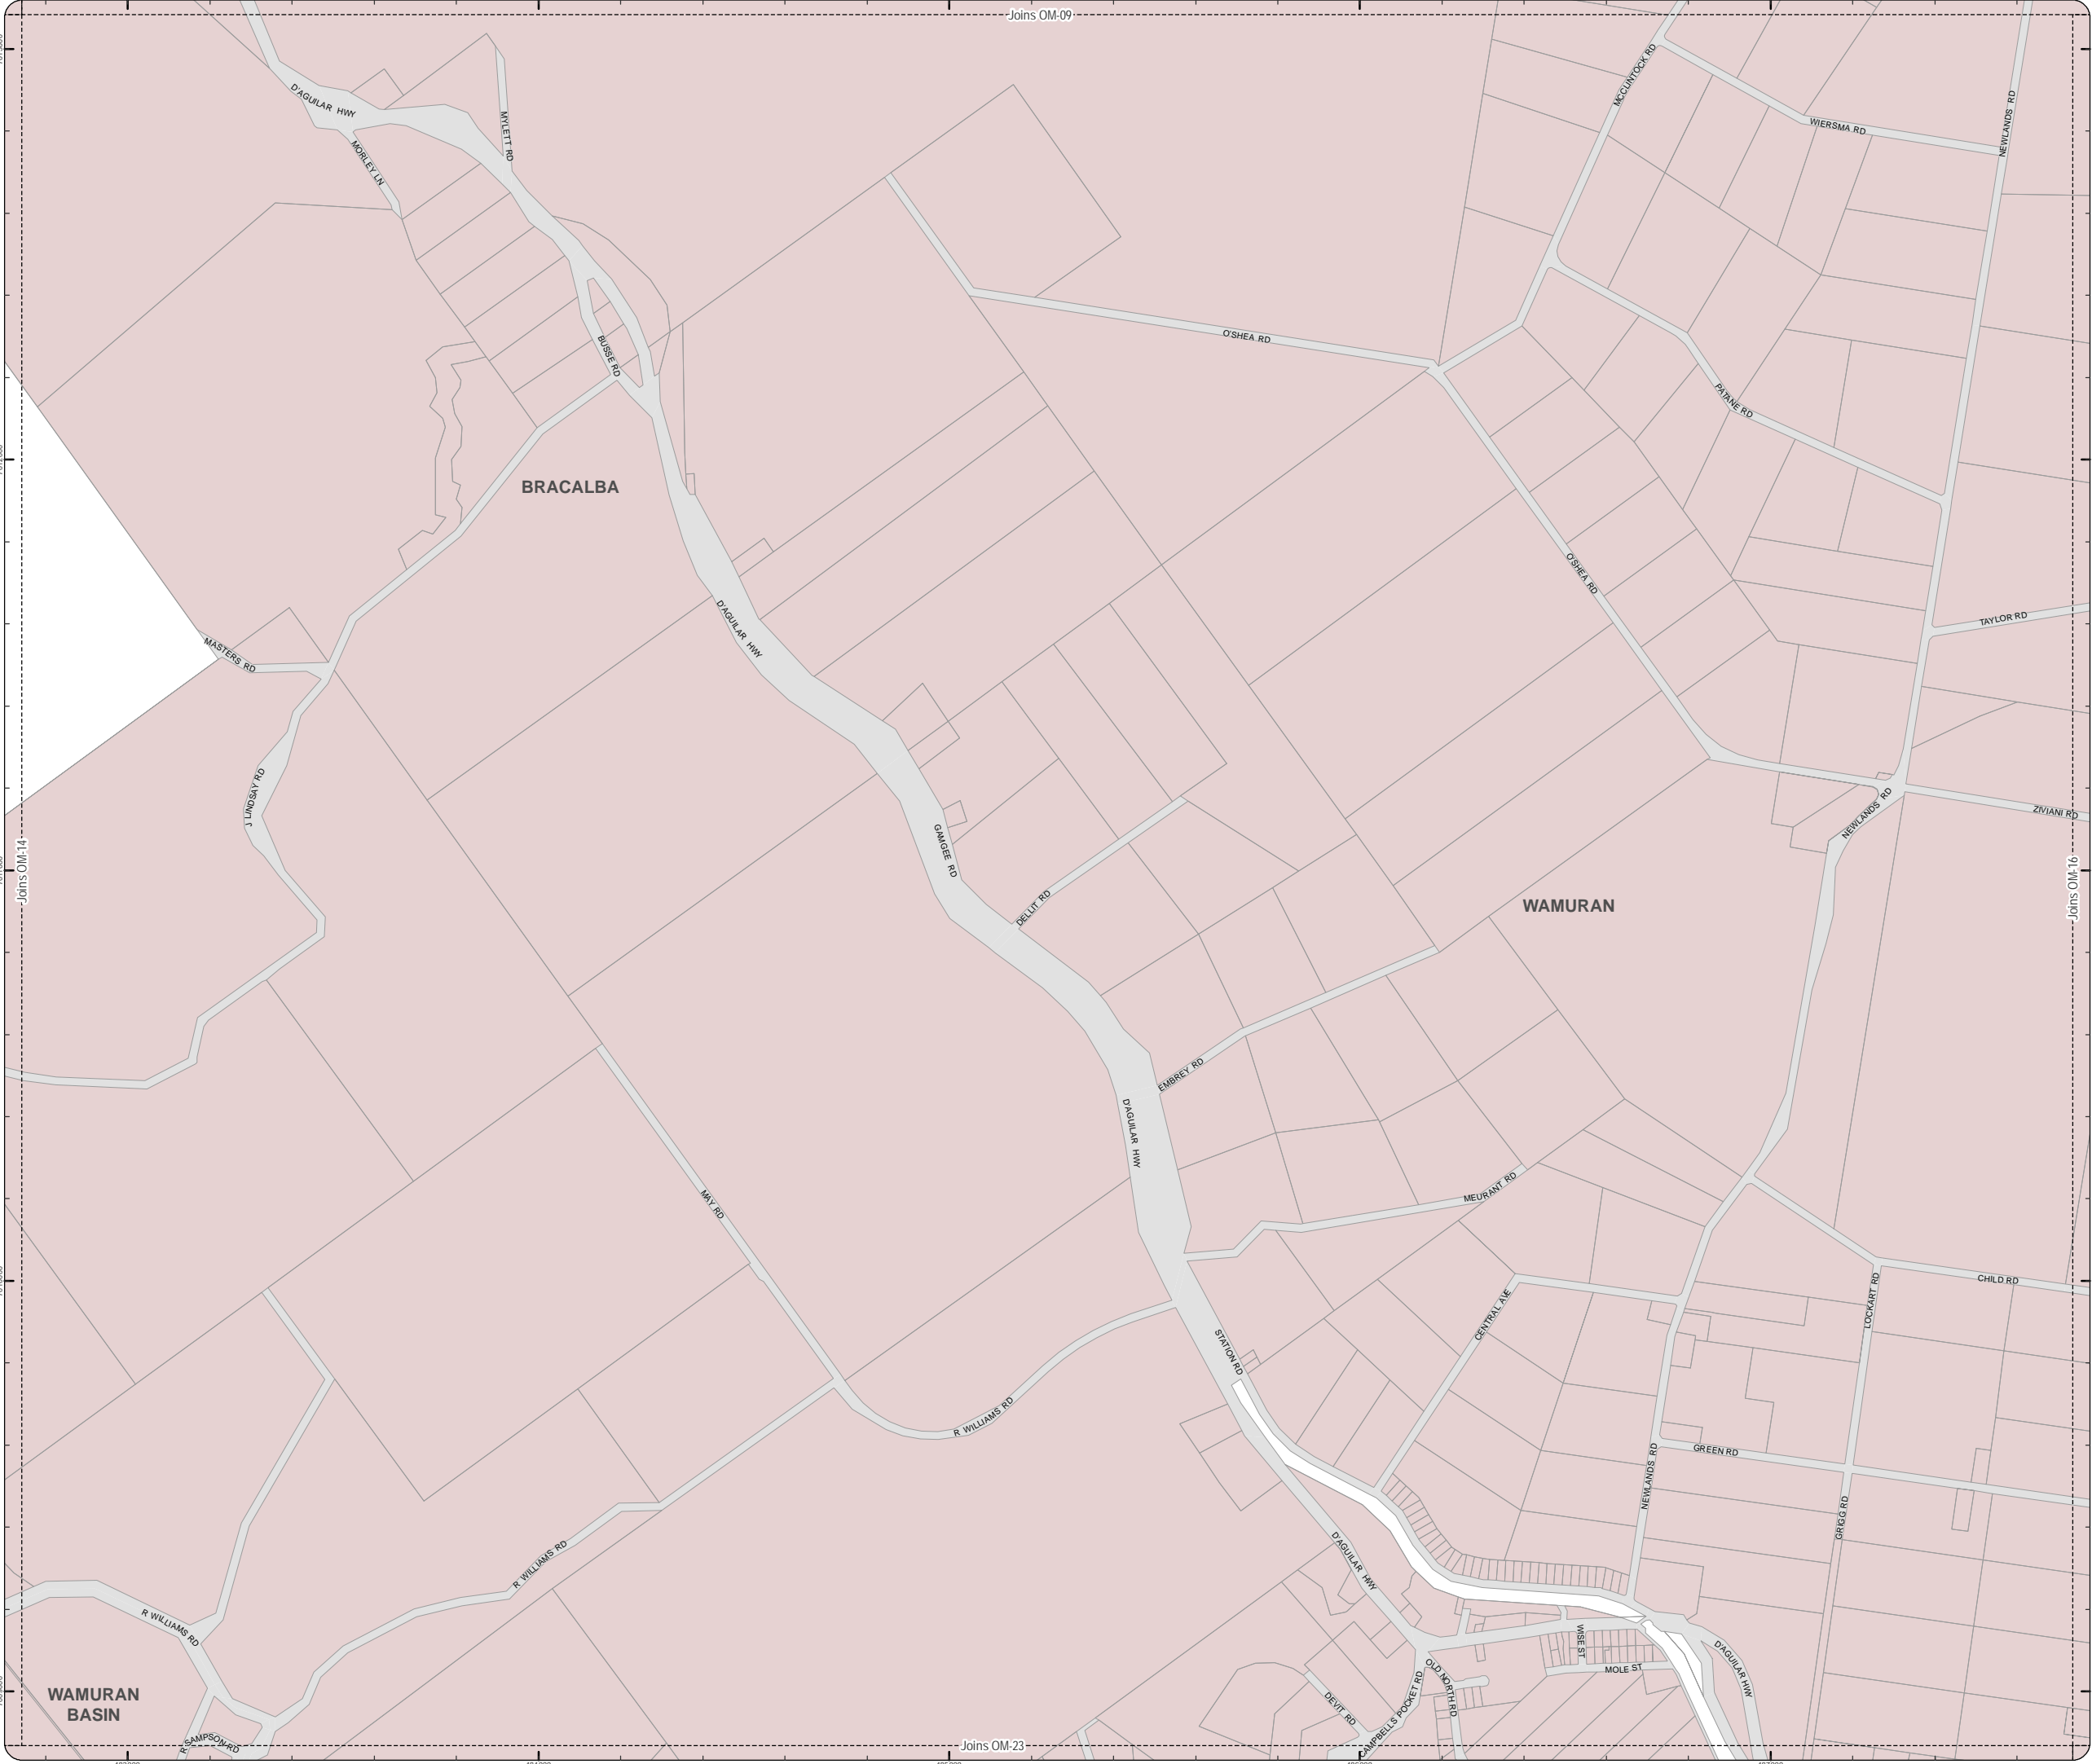 Joins OM-09
D'AGUILAR HWY
MYLETT RD
MORLEY LN
MCCLINTOCK RD
WIERSMA RD
NEWLANDS RD
O'SHEA RD
BUSSE RD
PATANE RD
BRACALBA
O'SHEA RD
D'AGUILAR HWY
TAYLOR RD
MASTERS RD
J LINDSAY RD
NEWLANDS RD
ZIVIANI RD
GAMGEE RD
Joins OM-14
Joins OM-16
DELLIT RD
WAMURAN
EMBREY RD
D'AGUILAR HWY
MAY RD
MEURANT RD
CHILD RD
LOCKART RD
CENTRAL AVE
STATION RD
R WILLIAMS RD
GREEN RD
NEWLANDS RD
GRIGG RD
D'AGUILAR HWY
R WILLIAMS RD
R WILLIAMS RD
WISE ST
MOLE ST
D'AGUILAR HWY
OLD NORTH RD
DEVIT RD
CAMPBELLS POCKET RD
WAMURAN
BASIN
R SAMPSON RD
Joins OM-23